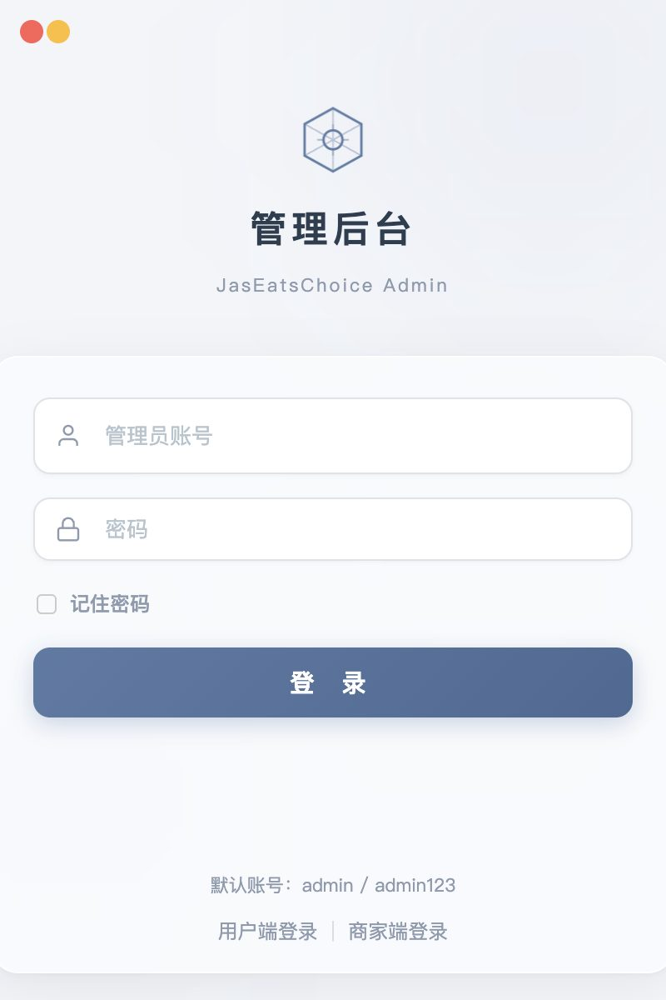 管理后台
JasEatsChoice Admin
管理员账号
密码
记住密码
登 录
默认账号：admin / admin123
用户端登录 | 商家端登录